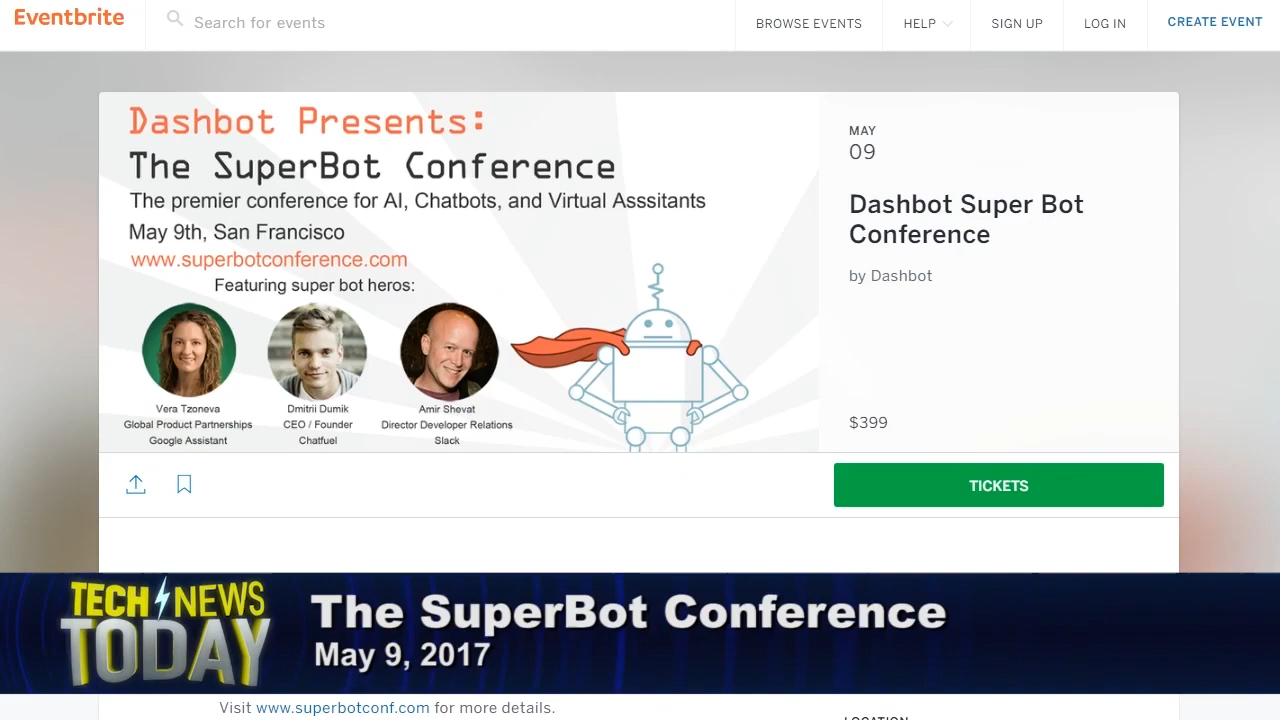 Eventbrite
Search for events
BROWSE EVENTS
HELP
SIGN UP
LOG IN
CREATE EVENT
Dashbot Presents:
The SuperBot Conference
The premier conference for AI, Chatbots, and Virtual Asssitants
May 9th, San Francisco
www.superbotconference.com
Featuring super bot heros:
Vera Tzoneva
Global Product Partnerships
Google Assistant
Dmitrii Dumik
CEO / Founder
Chatfuel
Amir Shevat
Director Developer Relations
Slack
MAY
09
Dashbot Super Bot
Conference
by Dashbot
$399
TICKETS
TECH NEWS
TODAY
The SuperBot Conference
May 9, 2017
Visit www.superbotconf.com for more details.
LOCATION